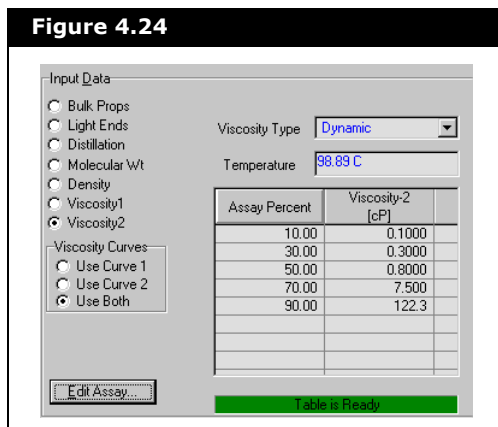 Figure 4.24
Input Data
Bulk Props
Light Ends
Distillation
Molecular Wt
Density
Viscosity1
Viscosity2
Viscosity Curves
Use Curve 1
Use Curve 2
Use Both
Edit Assay...
Viscosity Type Dynamic
Temperature 98.89 C
Assay Percent Viscosity-2 [cP]
10.00 0.1000
30.00 0.3000
50.00 0.8000
70.00 7.500
90.00 122.3
Table is Ready